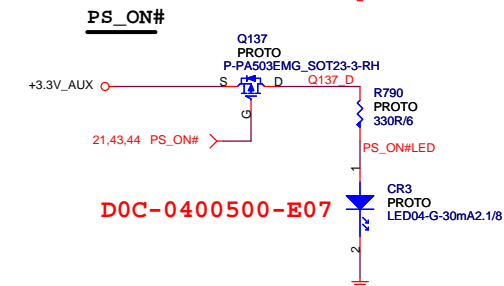 PS_ON#
Q137
PROTO
P-PA503EMG_SOT23-3-RH
+3.3V_AUX
S
D
Q137_D
G
R790
PROTO
330R/6
21,43,44 PS_ON#
PS_ON#LED
1
D0C-0400500-E07
CR3
PROTO
LED04-G-30mA2.1/8
2